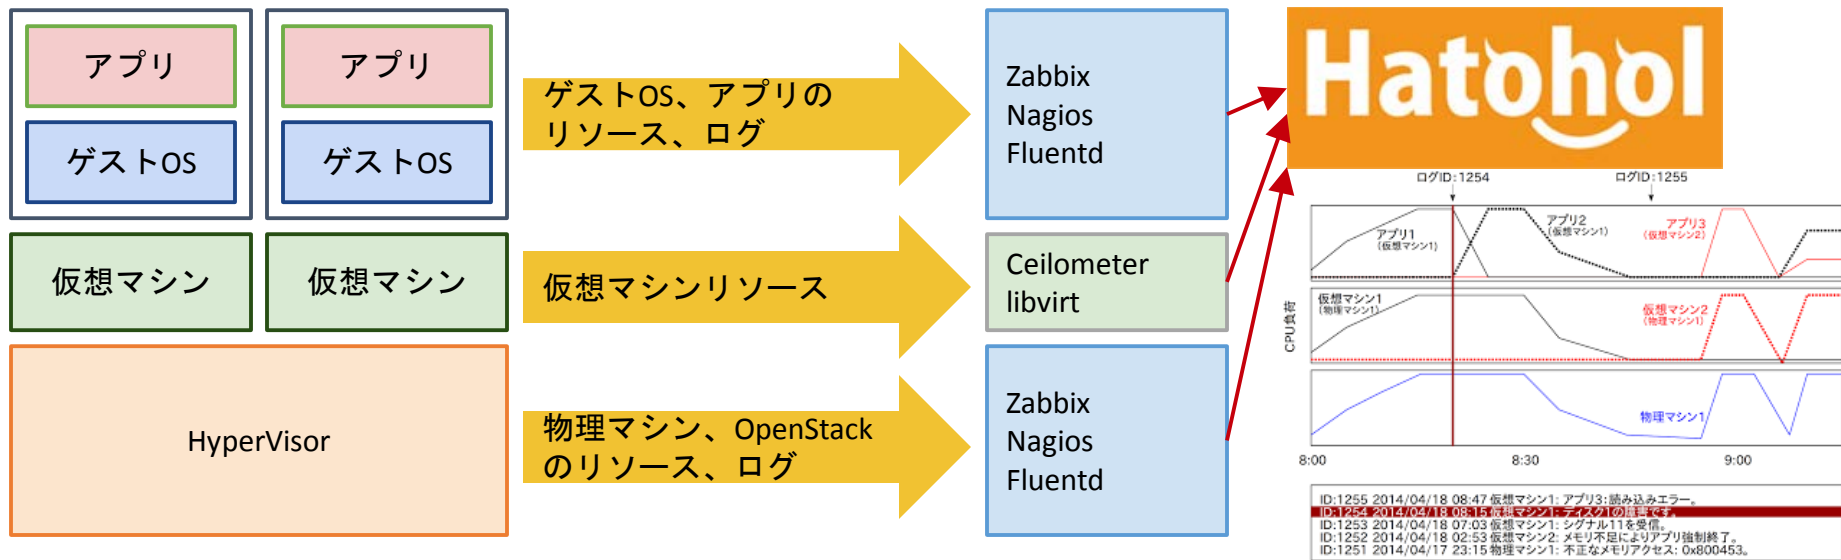 アプリ
アプリ
ゲストOS
ゲストOS
仮想マシン
仮想マシン
HyperVisor
ゲストOS、アプリの
リソース、ログ
仮想マシンリソース
物理マシン、OpenStack
のリソース、ログ
Zabbix
Nagios
Fluentd
Ceilometer
libvirt
Zabbix
Nagios
Fluentd
Hatohol
ログID:1254
ログID:1255
アプリ1
(仮想マシン1)
アプリ2
(仮想マシン1)
アプリ3
(仮想マシン2)
仮想マシン1
(物理マシン1)
仮想マシン2
(物理マシン1)
CPU負荷
物理マシン1
8:00
8:30
9:00
ID:1255 2014/04/18 08:47 仮想マシン1: アプリ3:読み込みエラー。
ID:1254 2014/04/18 08:15 仮想マシン1: ディスク1の障害です。
ID:1253 2014/04/18 07:03 仮想マシン1: シグナル11を受信。
ID:1252 2014/04/18 02:53 仮想マシン2: メモリ不足によりアプリ強制終了。
ID:1251 2014/04/17 23:15 物理マシン1: 不正なメモリアクセス: 0x800453。